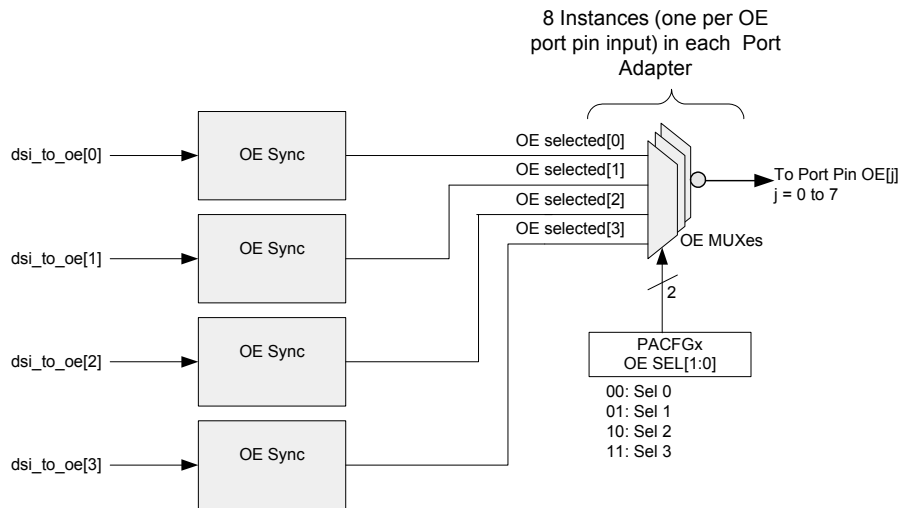 8 Instances (one per OE
port pin input) in each Port
Adapter
dsi_to_oe[0]
OE Sync
OE selected[0]
OE selected[1]
To Port Pin OE[j]
j = 0 to 7
OE selected[2]
OE selected[3]
OE MUXes
dsi_to_oe[1]
OE Sync
2
PACFGx
OE SEL[1:0]
dsi_to_oe[2]
OE Sync
00: Sel 0
01: Sel 1
10: Sel 2
11: Sel 3
dsi_to_oe[3]
OE Sync